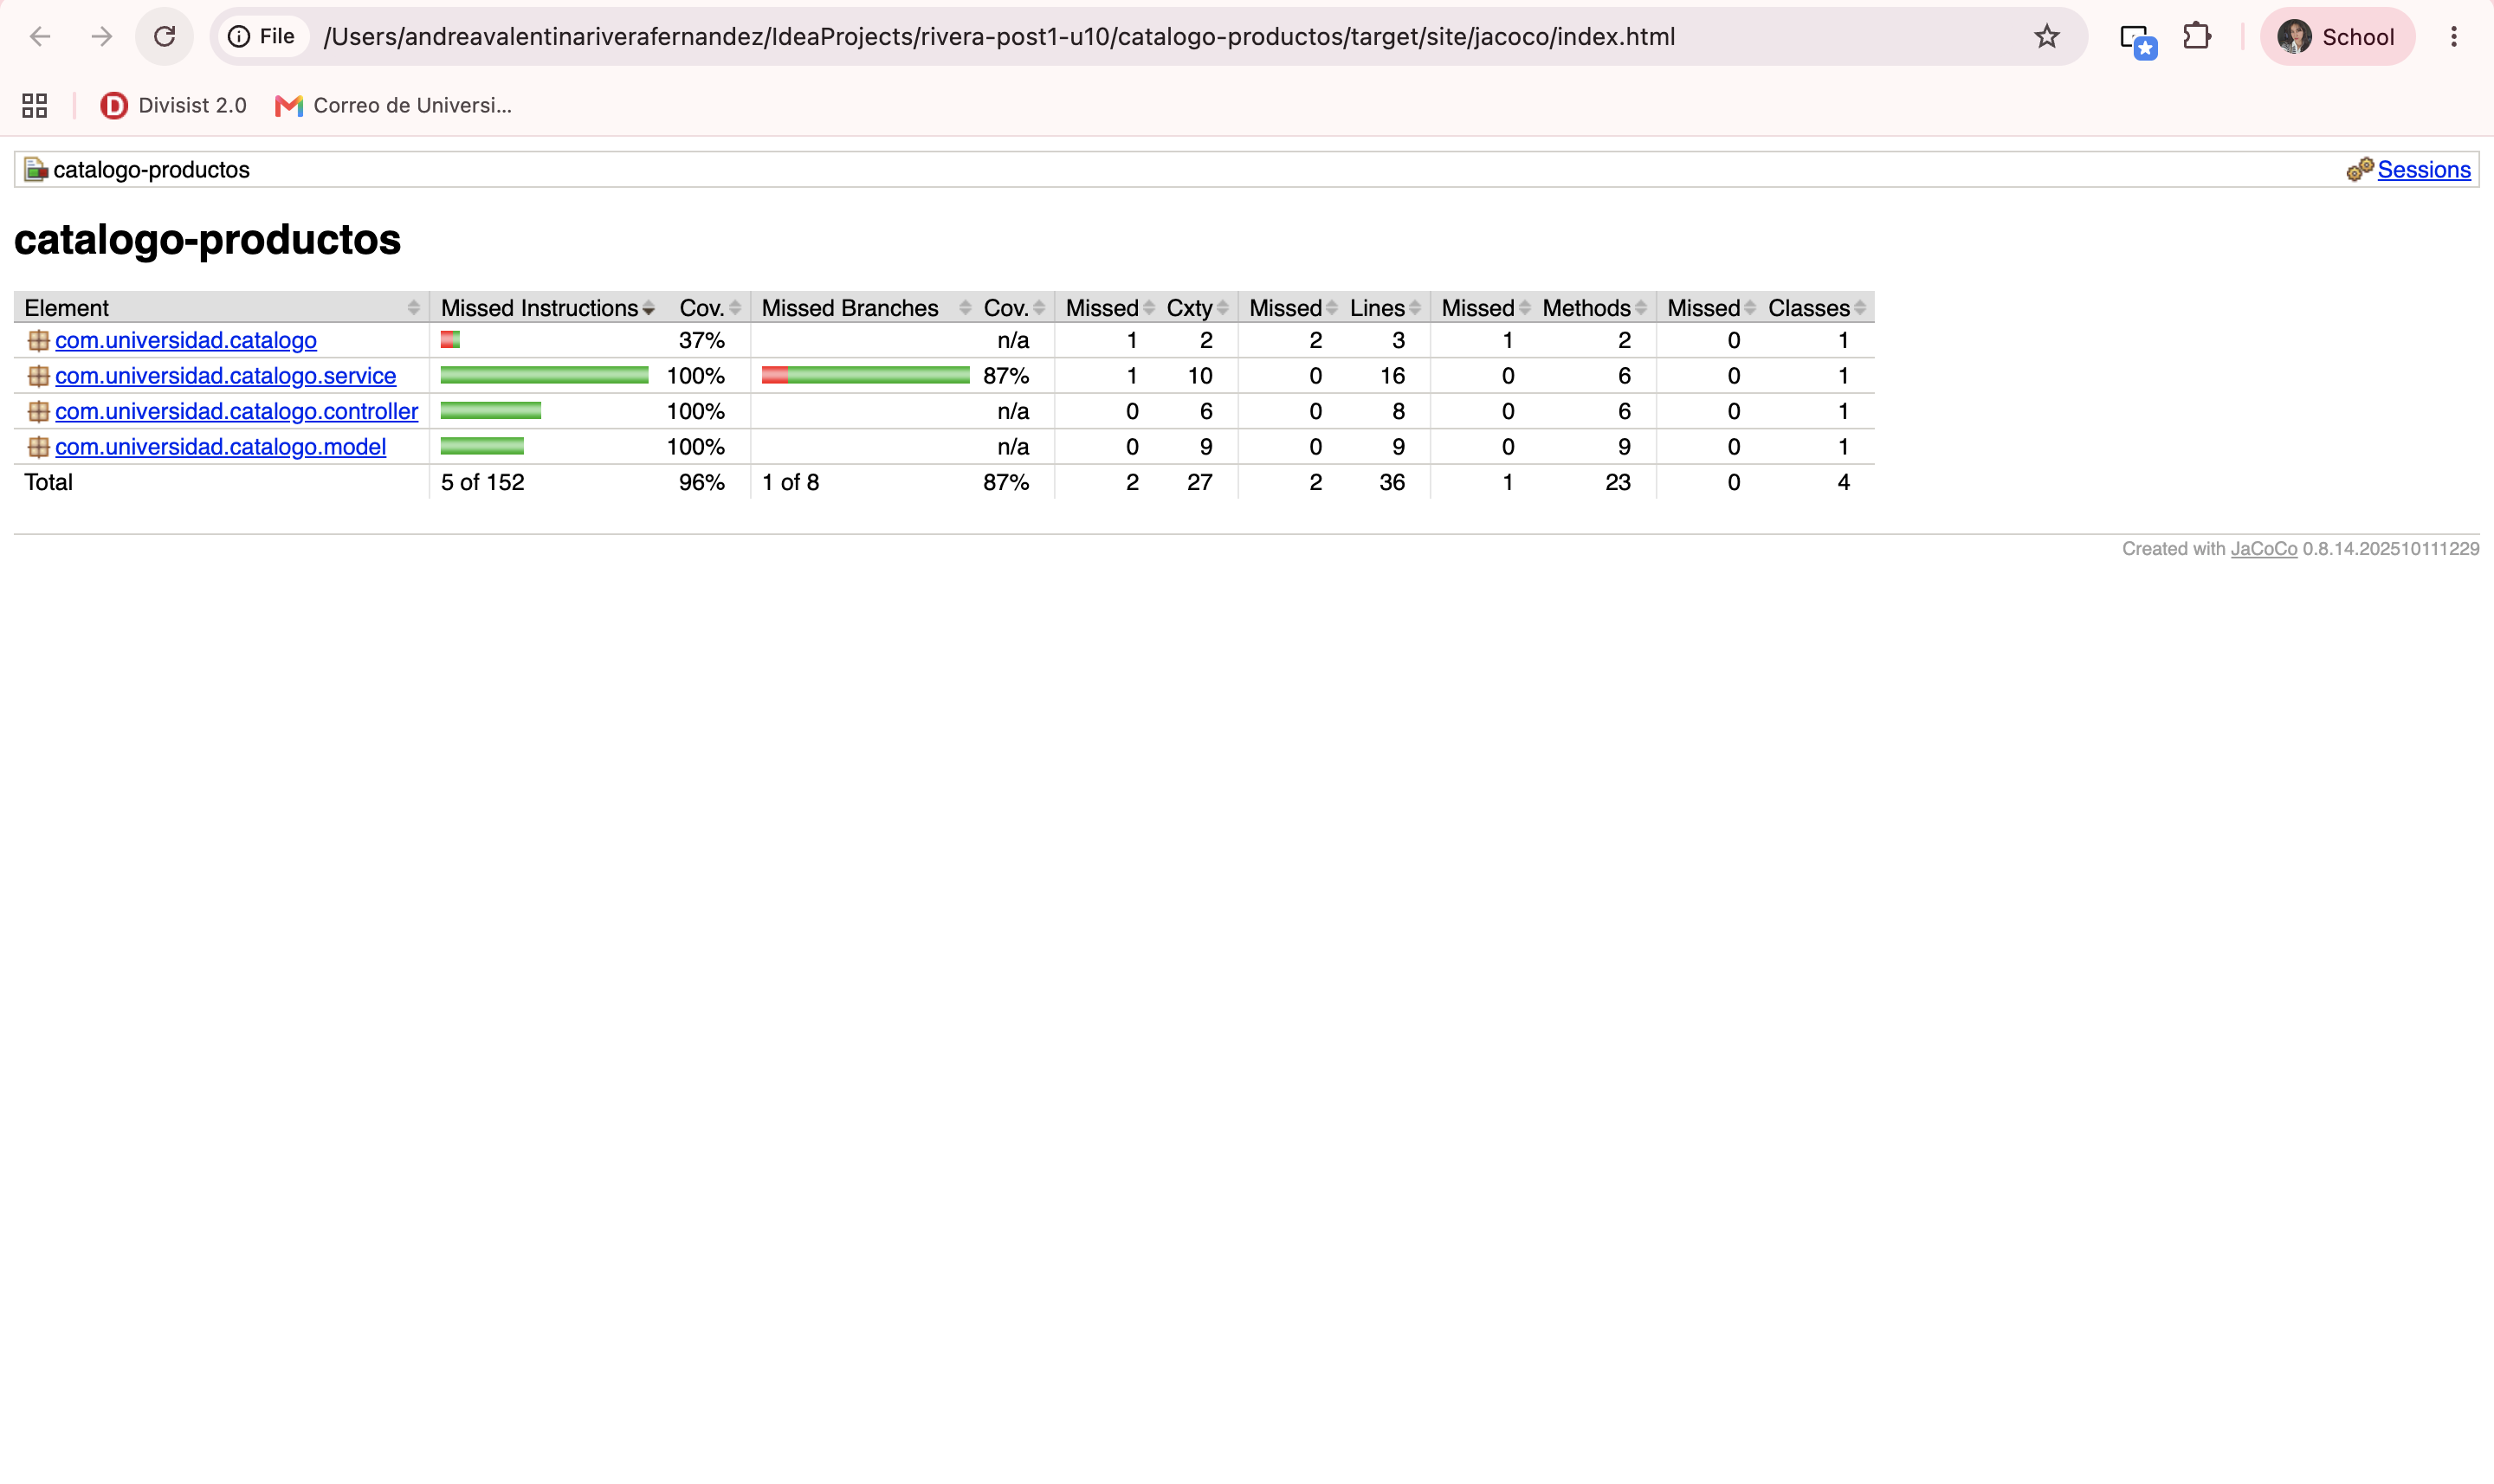 File /Users/andreavalentinariverafernandez/IdeaProjects/rivera-post1-u10/catalogo-productos/target/site/jacoco/index.html School
Divisist 2.0 Correo de Universi...
catalogo-productos Sessions
catalogo-productos
Element Missed Instructions Cov. Missed Branches Cov. Missed Cxty Missed Lines Missed Methods Missed Classes
com.universidad.catalogo 37% n/a 1 2 2 3 1 2 0 1
com.universidad.catalogo.service 100% 87% 1 10 0 16 0 6 0 1
com.universidad.catalogo.controller 100% n/a 0 6 0 8 0 6 0 1
com.universidad.catalogo.model 100% n/a 0 9 0 9 0 9 0 1
Total 5 of 152 96% 1 of 8 87% 2 27 2 36 1 23 0 4
Created with JaCoCo 0.8.14.202510111229